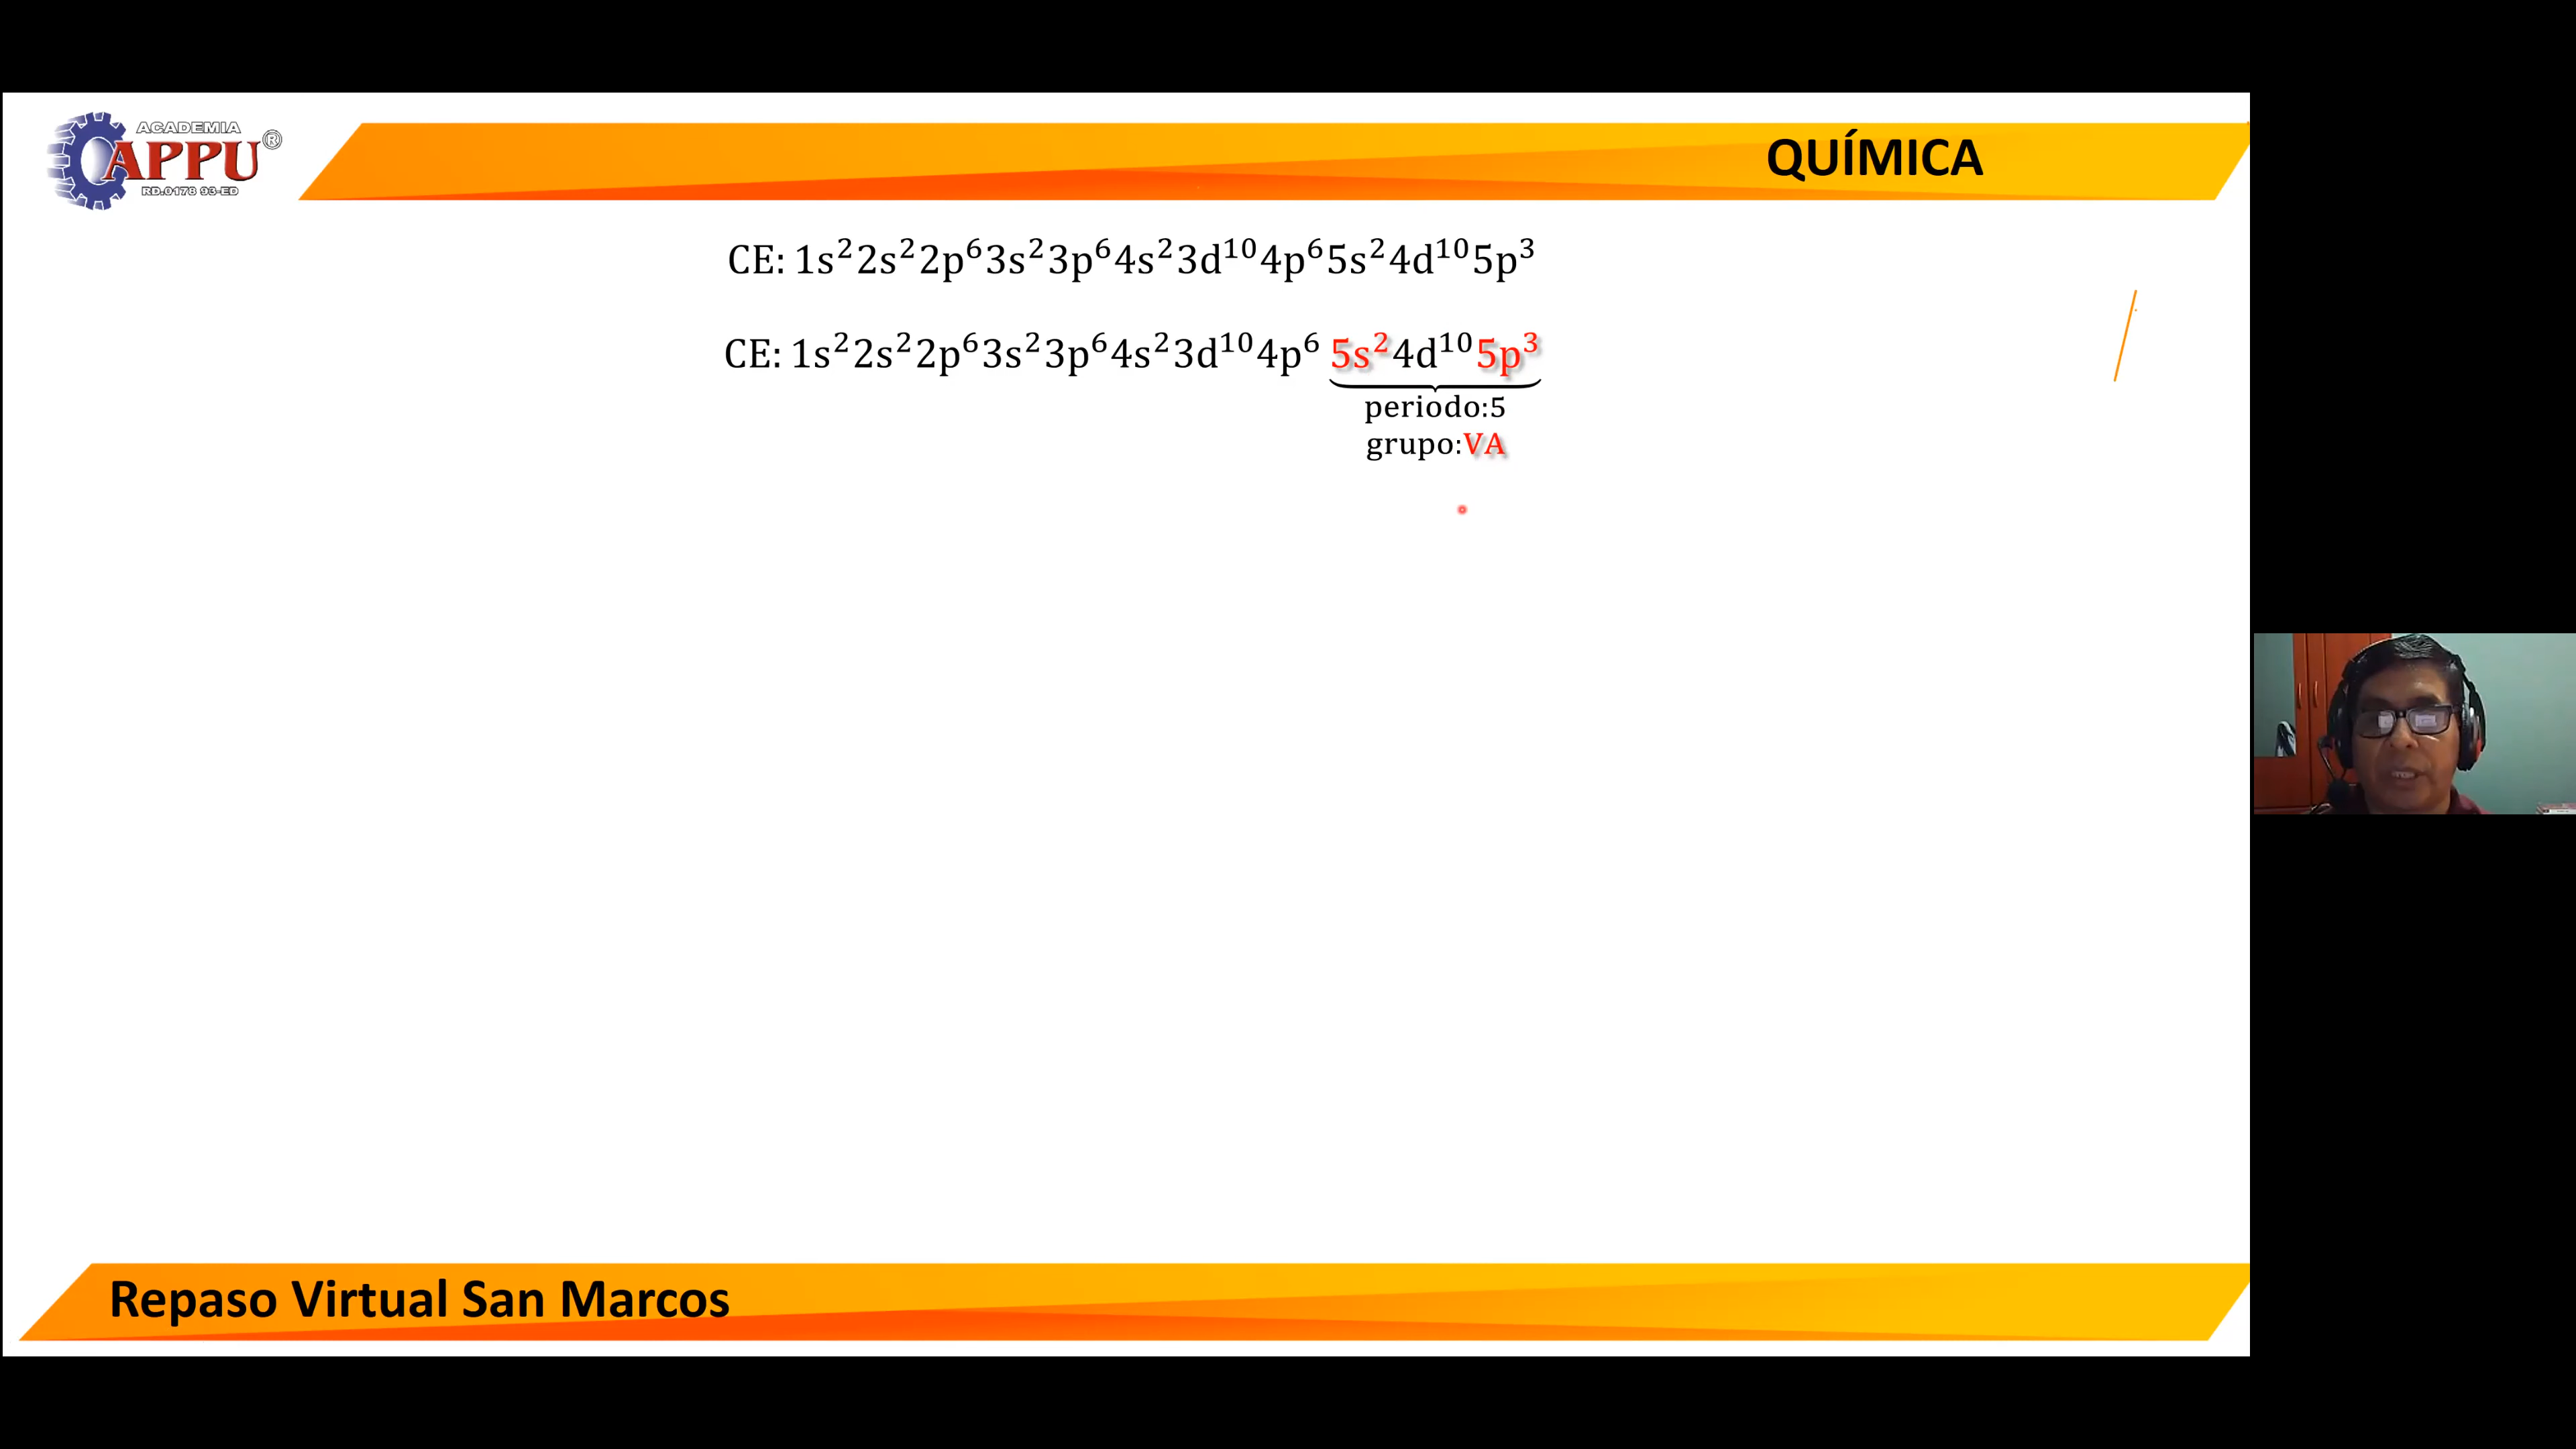 ACADEMIA
APPU®
RD.0178 93-ED
QUÍMICA
CE: 1s²2s²2p⁶3s²3p⁶4s²3d¹⁰4p⁶5s²4d¹⁰5p³
CE: 1s²2s²2p⁶3s²3p⁶4s²3d¹⁰4p⁶ 5s²4d¹⁰5p³
periodo:5
grupo:VA
Repaso Virtual San Marcos